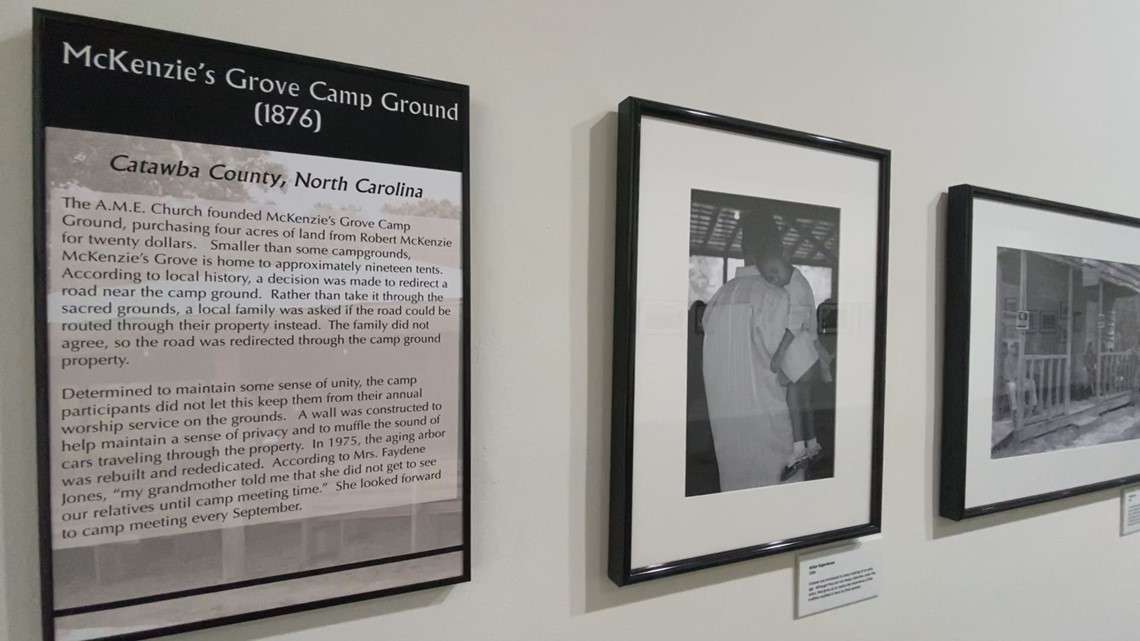 McKenzie's Grove Camp Ground
(1876)
Catawba County, North Carolina
The A.M.E. Church founded McKenzie's Grove Camp
Ground, purchasing four acres of land from Robert McKenzie
for twenty dollars. Smaller than some campgrounds,
McKenzie's Grove is home to approximately nineteen tents.
According to local history, a decision was made to redirect a
road near the camp ground. Rather than take it through the
sacred grounds, a local family was asked if the road could be
routed through their property instead. The family did not
agree, so the road was redirected through the camp ground
property.
Determined to maintain some sense of unity, the camp
participants did not let this keep them from their annual
worship service on the grounds. A wall was constructed to
help maintain a sense of privacy and to muffle the sound of
cars traveling through the property. In 1975, the aging arbor
was rebuilt and rededicated. According to Mrs. Faydene
Jones, "my grandmother told me that she did not get to see
our relatives until camp meeting time." She looked forward
to camp meeting every September.